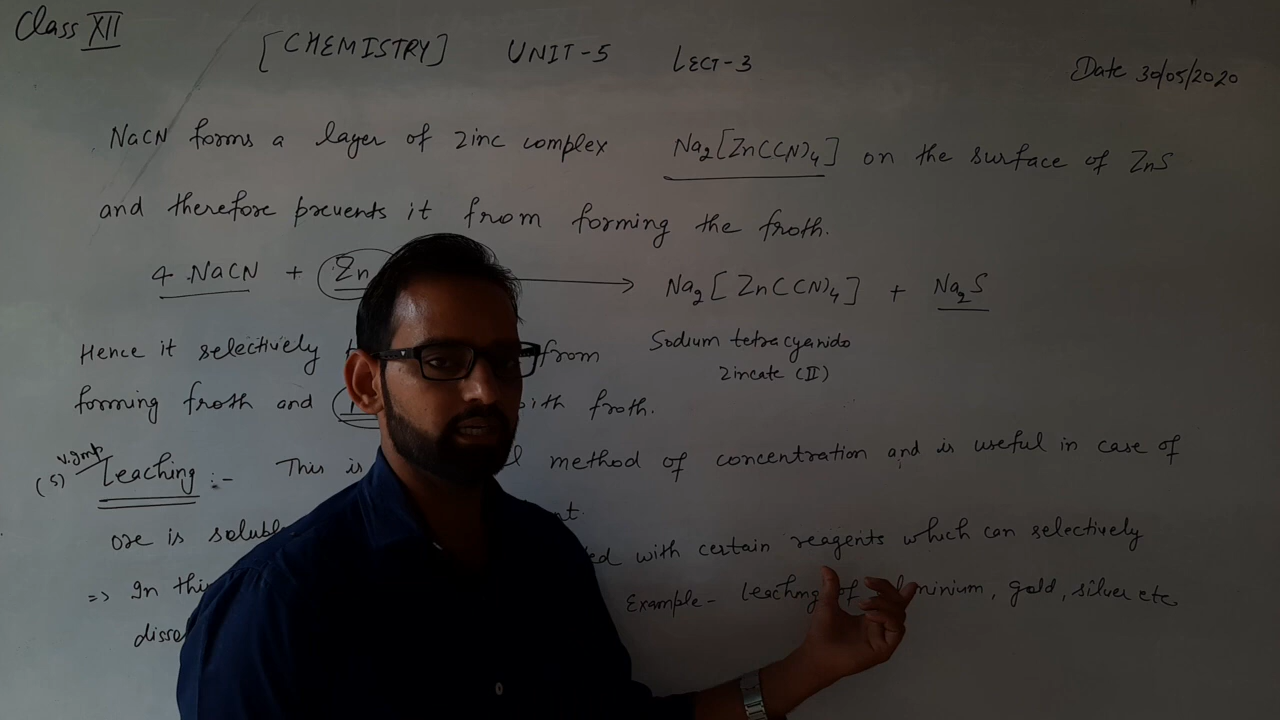 Class XII
[CHEMISTRY] UNIT-5 LECT-3
Date 30/05/2020
NaCN forms a layer of zinc complex Na2[Zn(CN)4] on the surface of ZnS
and therefore prevents it from forming the froth.
4 NaCN + Zn → Na2[Zn(CN)4] + Na2S
Sodium tetracyanido
Zincate (II)
Hence it selectively from
forming froth and with froth.
(5) v.Imp Leaching :- This is method of concentration and is useful in case of
ore is
with certain reagents which can selectively
=> In
Example- Leaching of gold, silver etc